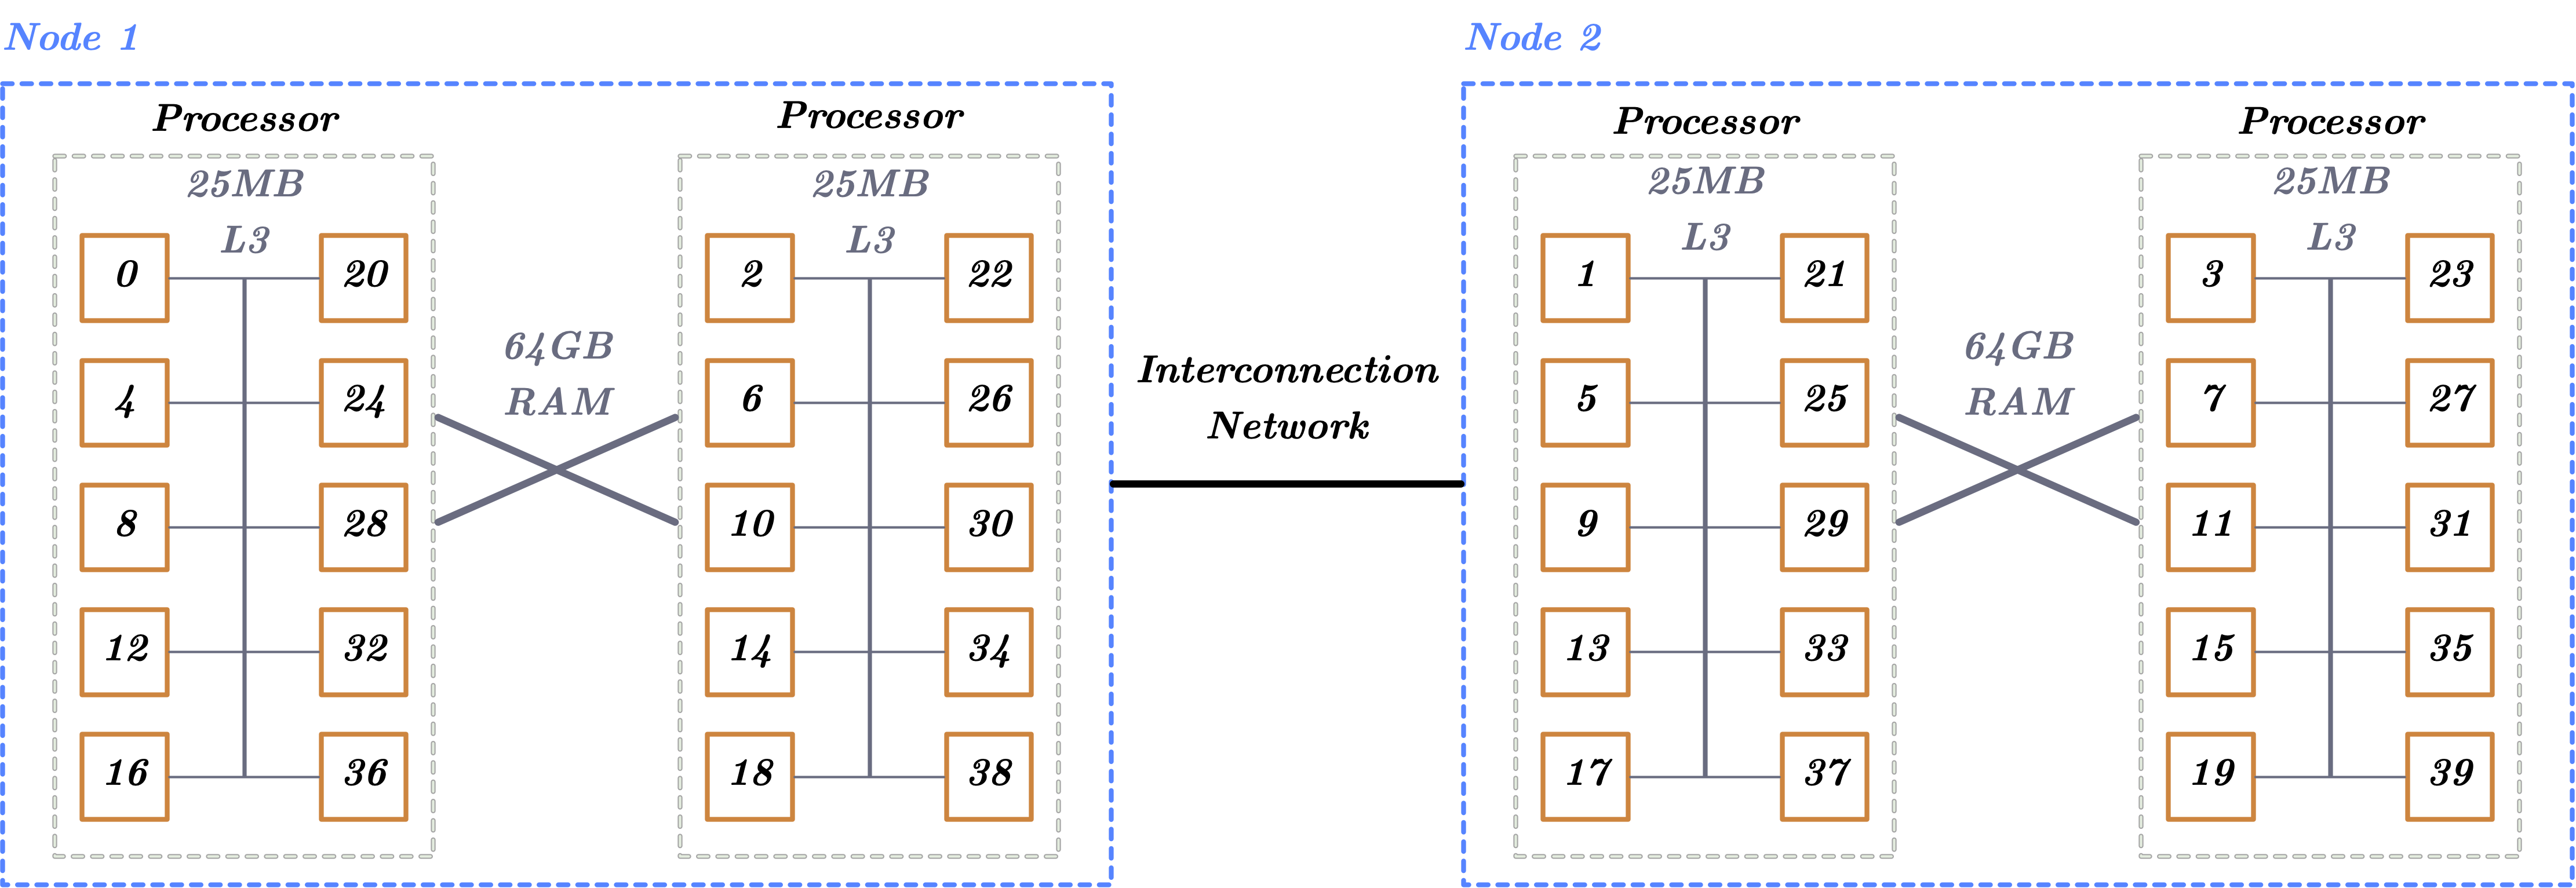 Node 1
Processor
25MB
L3
0 20
4 24
8 28
12 32
16 36
64GB
RAM
Processor
25MB
L3
2 22
6 26
10 30
14 34
18 38
Interconnection
Network
Node 2
Processor
25MB
L3
1 21
5 25
9 29
13 33
17 37
64GB
RAM
Processor
25MB
L3
3 23
7 27
11 31
15 35
19 39